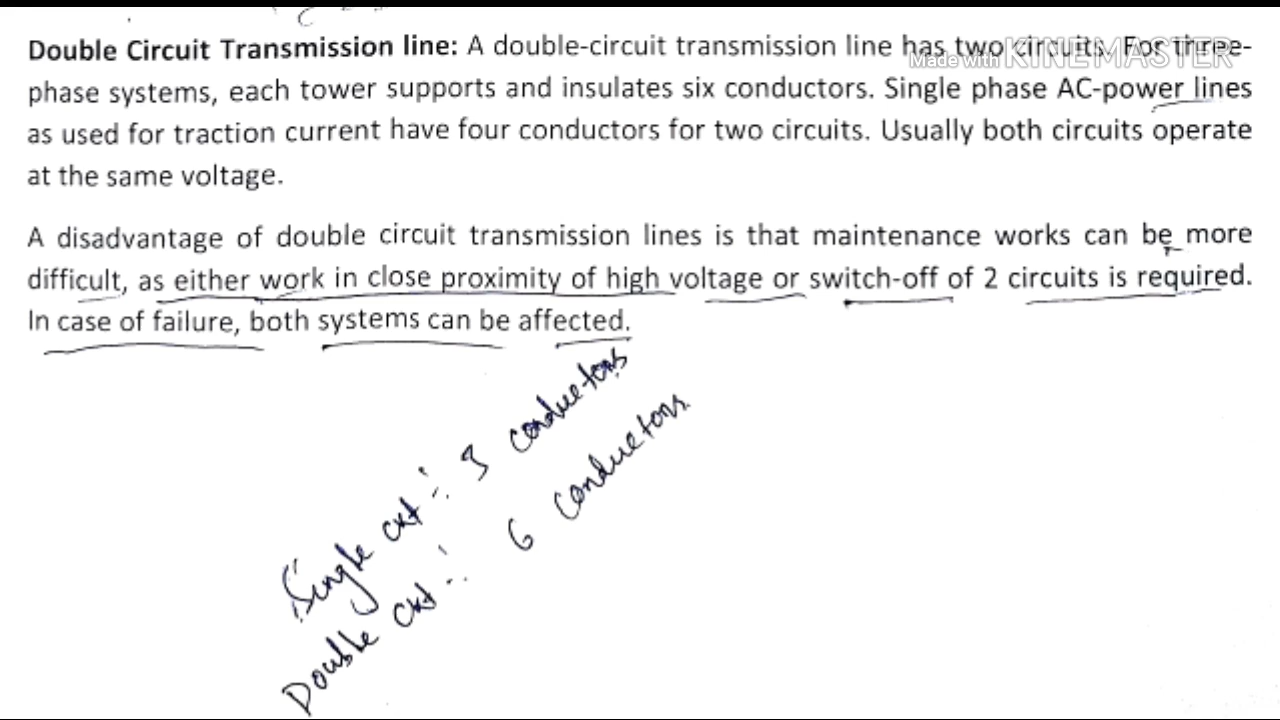 Double Circuit Transmission line: A double-circuit transmission line has two circuits. For three-
Made with KINEMASTER
phase systems, each tower supports and insulates six conductors. Single phase AC-power lines
as used for traction current have four conductors for two circuits. Usually both circuits operate
at the same voltage.
A disadvantage of double circuit transmission lines is that maintenance works can be more
difficult, as either work in close proximity of high voltage or switch-off of 2 circuits is required.
In case of failure, both systems can be affected.
Single ckt :- 3 conductors
Double ckt :- 6 conductors